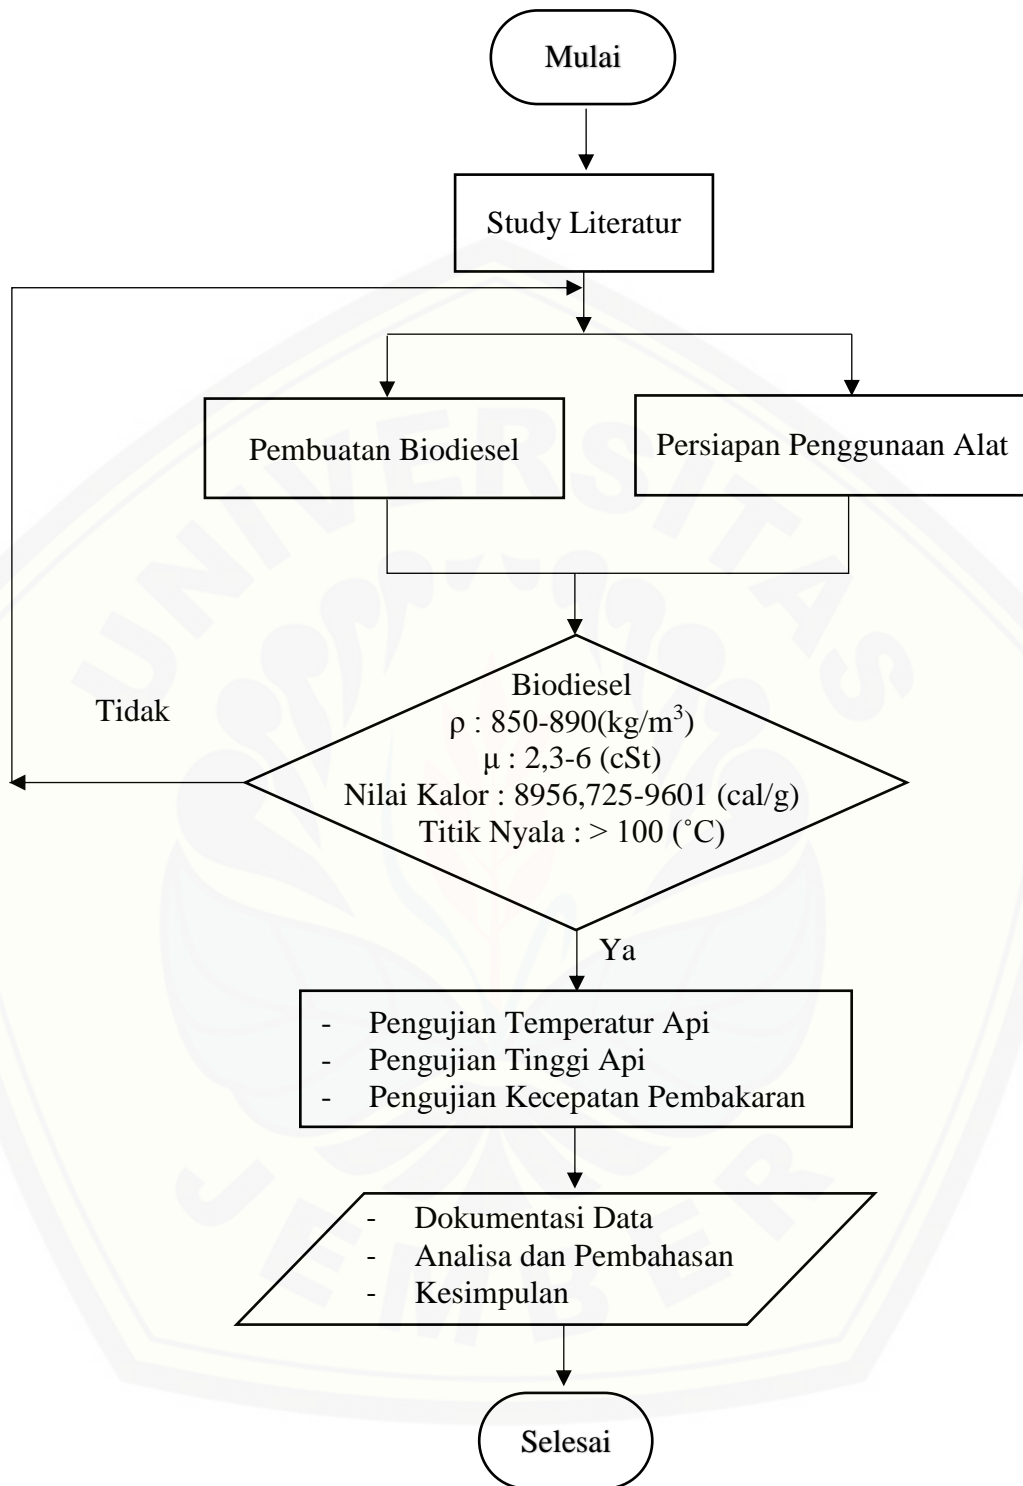 Mulai
Study Literatur
Pembuatan Biodiesel
Persiapan Penggunaan Alat
Tidak
Biodiesel
ρ : 850-890(kg/m³)
μ : 2,3-6 (cSt)
Nilai Kalor : 8956,725-9601 (cal/g)
Titik Nyala : > 100 (˚C)
Ya
- Pengujian Temperatur Api
- Pengujian Tinggi Api
- Pengujian Kecepatan Pembakaran
- Dokumentasi Data
- Analisa dan Pembahasan
- Kesimpulan
Selesai
UNIVERSITAS
JEMBER